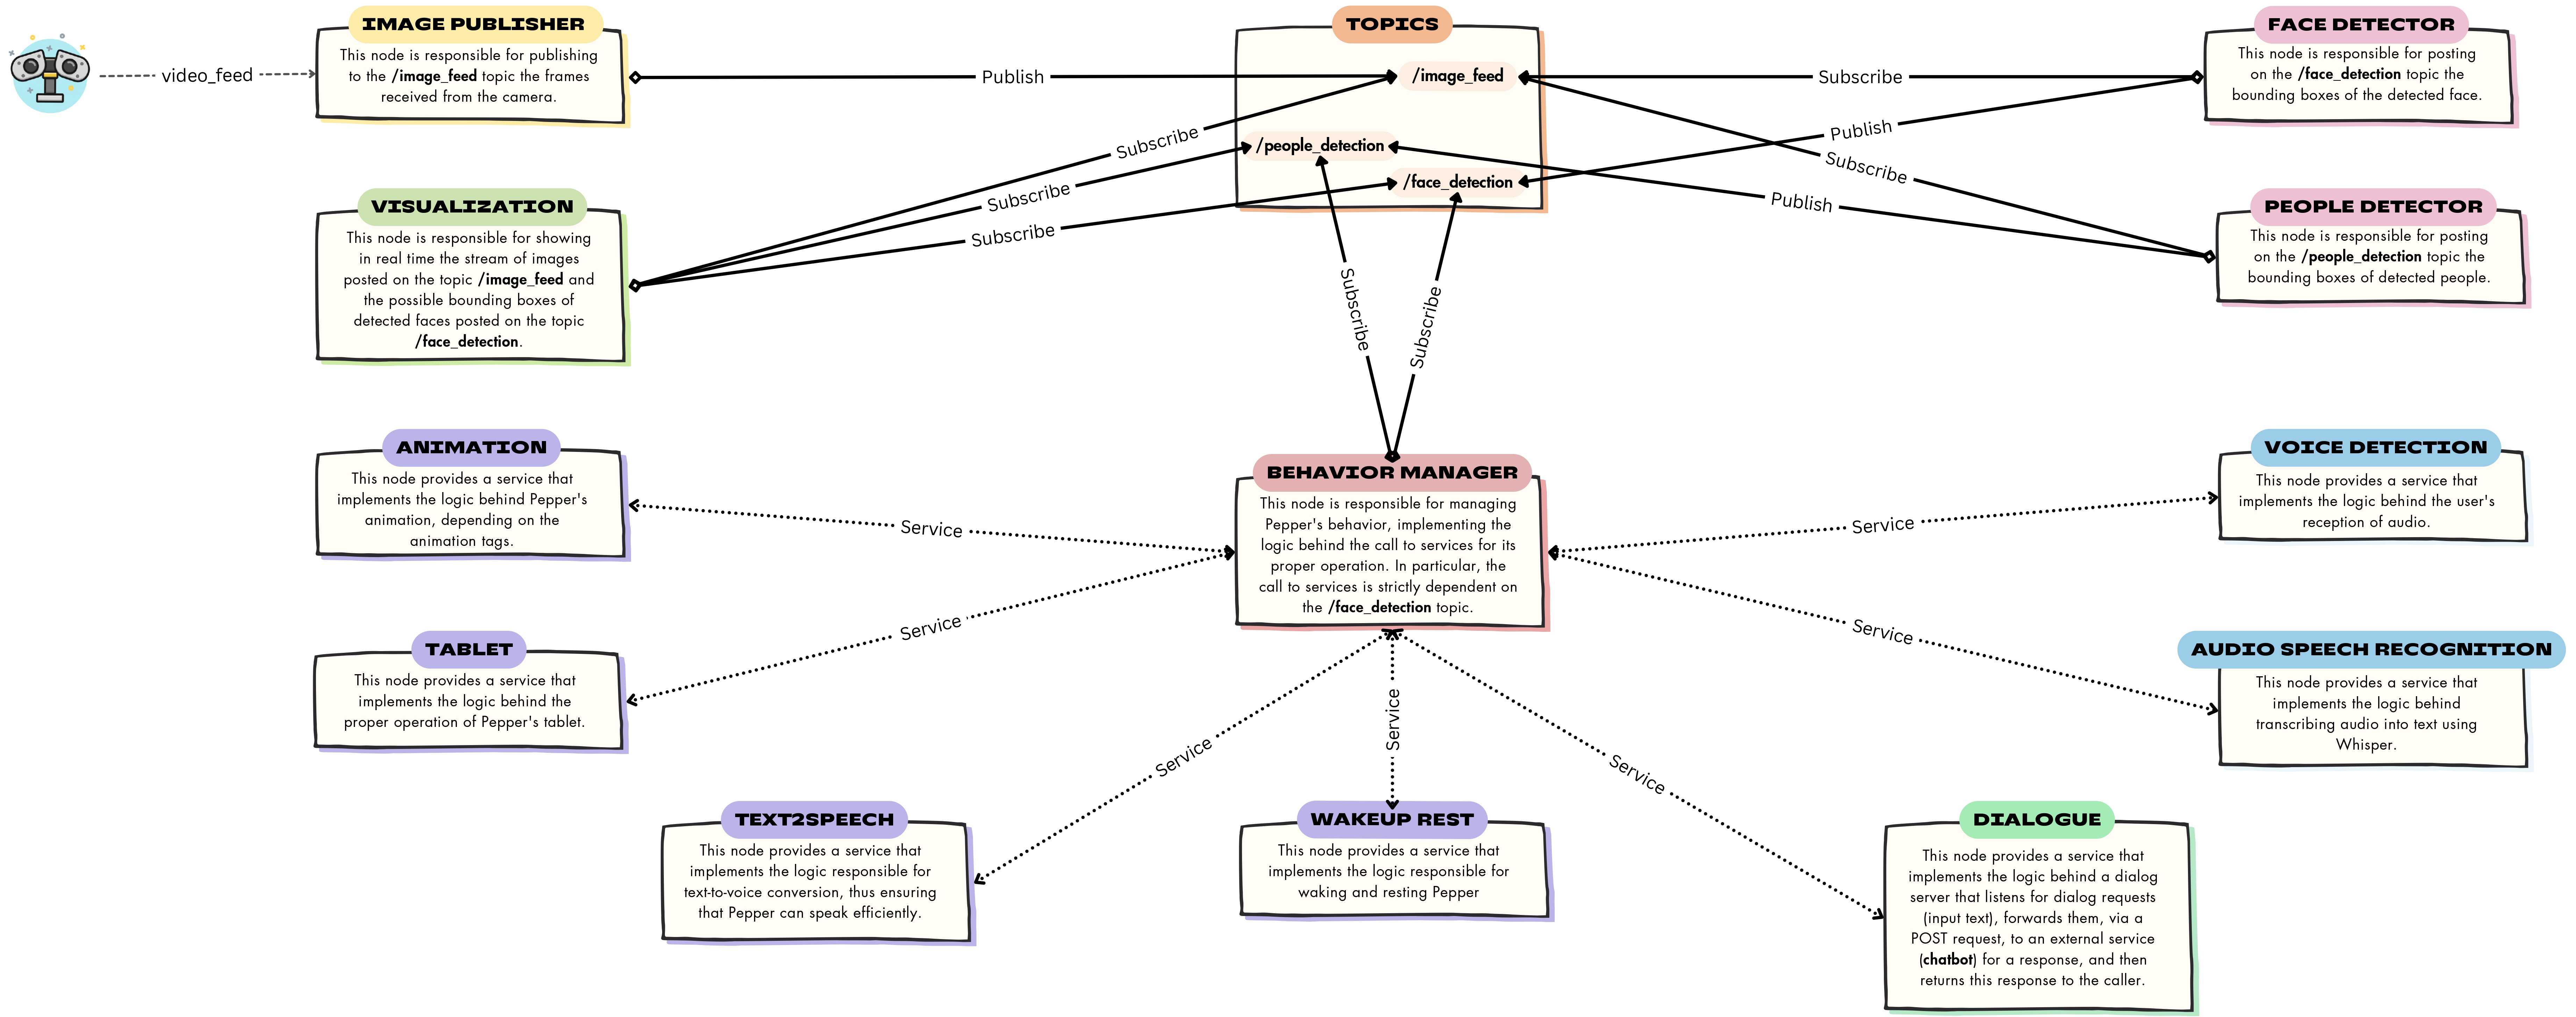 IMAGE PUBLISHER
This node is responsible for publishing
to the /image_feed topic the frames
received from the camera.
video_feed
Publish
TOPICS
/image_feed
/people_detection
/face_detection
Subscribe
FACE DETECTOR
This node is responsible for posting
on the /face_detection topic the
bounding boxes of the detected face.
Publish
Subscribe
Publish
PEOPLE DETECTOR
This node is responsible for posting
on the /people_detection topic the
bounding boxes of detected people.
VISUALIZATION
This node is responsible for showing
in real time the stream of images
posted on the topic /image_feed and
the possible bounding boxes of
detected faces posted on the topic
/face_detection.
Subscribe
Subscribe
Subscribe
Subscribe
Subscribe
ANIMATION
This node provides a service that
implements the logic behind Pepper's
animation, depending on the
animation tags.
Service
BEHAVIOR MANAGER
This node is responsible for managing
Pepper's behavior, implementing the
logic behind the call to services for its
proper operation. In particular, the
call to services is strictly dependent on
the /face_detection topic.
Service
VOICE DETECTION
This node provides a service that
implements the logic behind the user's
reception of audio.
TABLET
This node provides a service that
implements the logic behind the
proper operation of Pepper's tablet.
Service
Service
AUDIO SPEECH RECOGNITION
This node provides a service that
implements the logic behind
transcribing audio into text using
Whisper.
Service
Service
Service
TEXT2SPEECH
This node provides a service that
implements the logic responsible for
text-to-voice conversion, thus ensuring
that Pepper can speak efficiently.
WAKEUP REST
This node provides a service that
implements the logic responsible for
waking and resting Pepper
DIALOGUE
This node provides a service that
implements the logic behind a dialog
server that listens for dialog requests
(input text), forwards them, via a
POST request, to an external service
(chatbot) for a response, and then
returns this response to the caller.